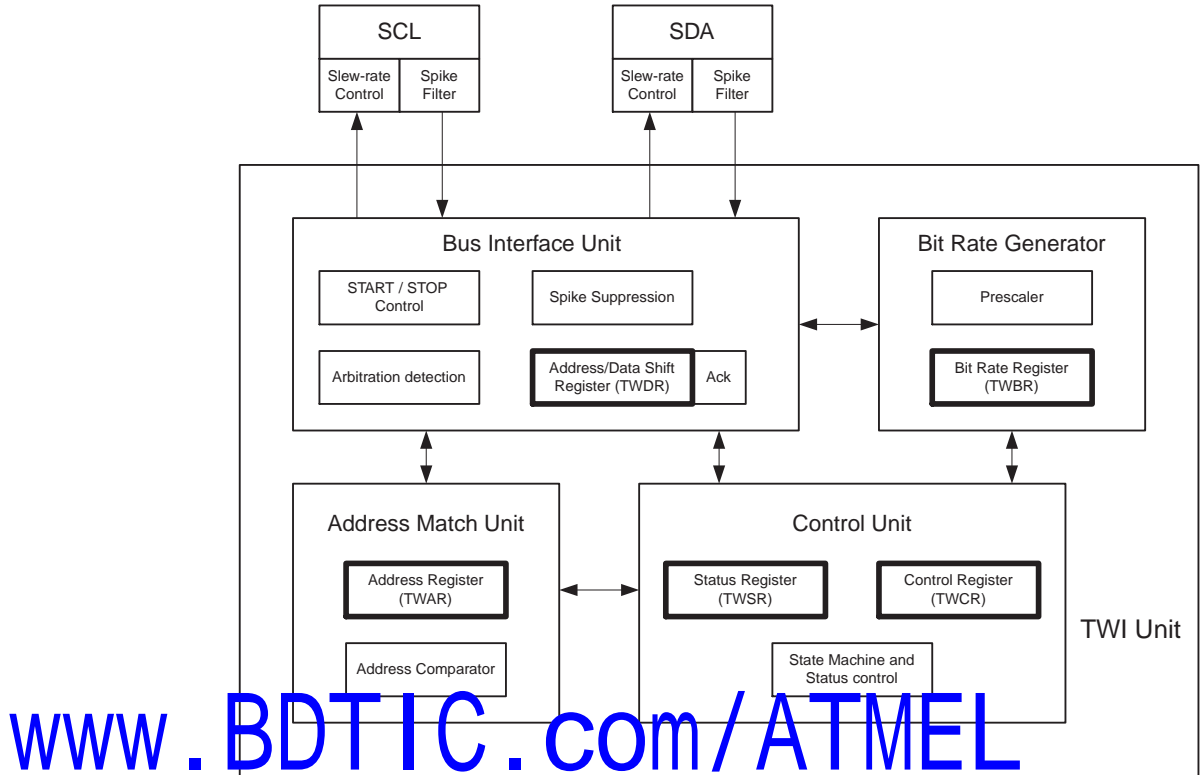 SCL
SDA
Slew-rate
Control
Spike
Filter
Slew-rate
Control
Spike
Filter
Bus Interface Unit
START / STOP
Control
Spike Suppression
Arbitration detection
Address/Data Shift
Register (TWDR)
Ack
Bit Rate Generator
Prescaler
Bit Rate Register
(TWBR)
Address Match Unit
Address Register
(TWAR)
Address Comparator
Control Unit
Status Register
(TWSR)
Control Register
(TWCR)
State Machine and
Status control
TWI Unit
www.BDTIC.com/ATMEL